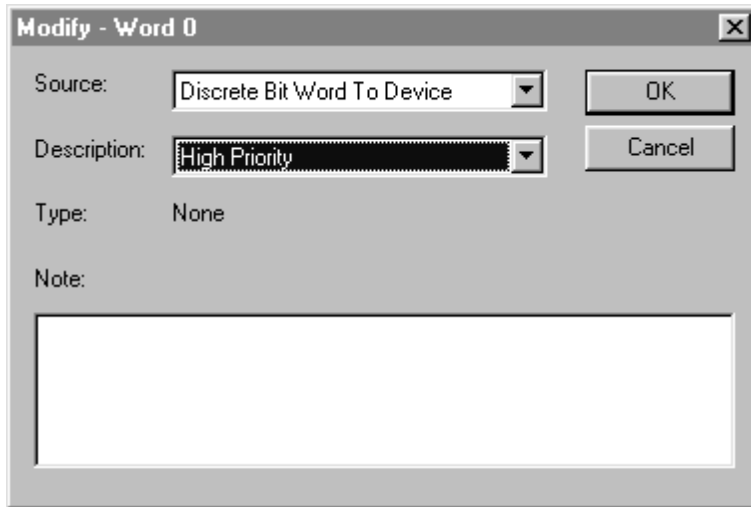 Modify - Word 0
Source: Discrete Bit Word To Device OK
Description: High Priority Cancel
Type: None
Note: